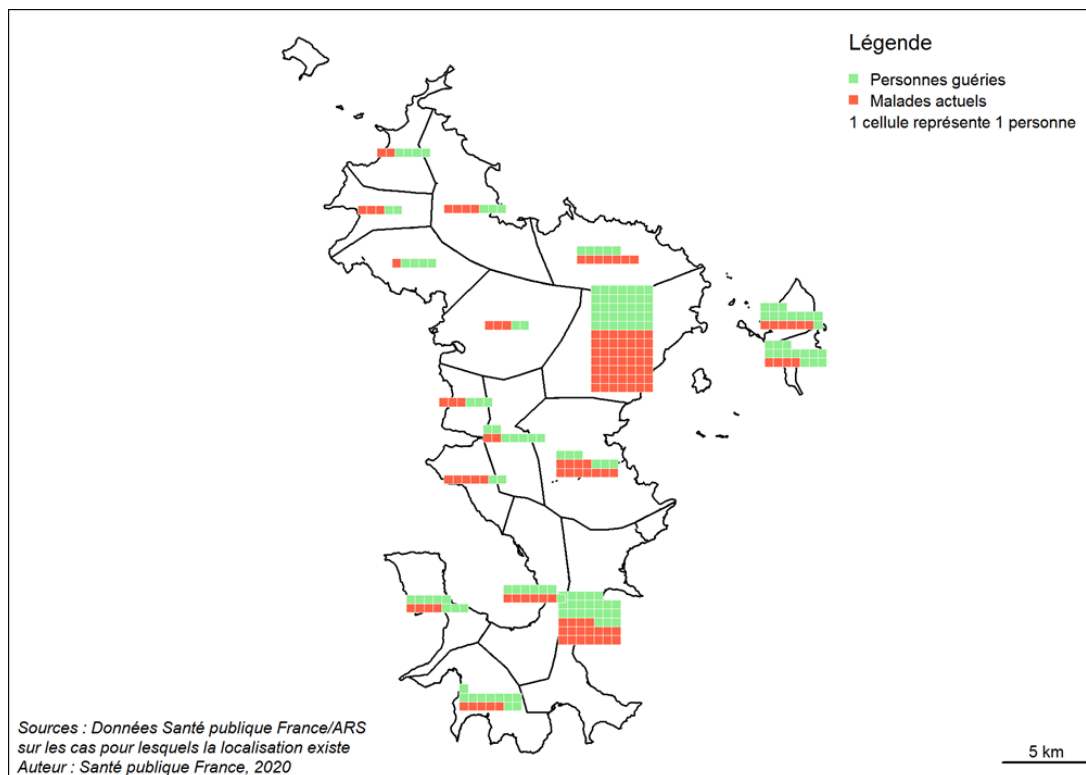 Légende
Personnes guéries
Malades actuels
1 cellule représente 1 personne
Sources : Données Santé publique France/ARS
sur les cas pour lesquels la localisation existe
Auteur : Santé publique France, 2020
5 km